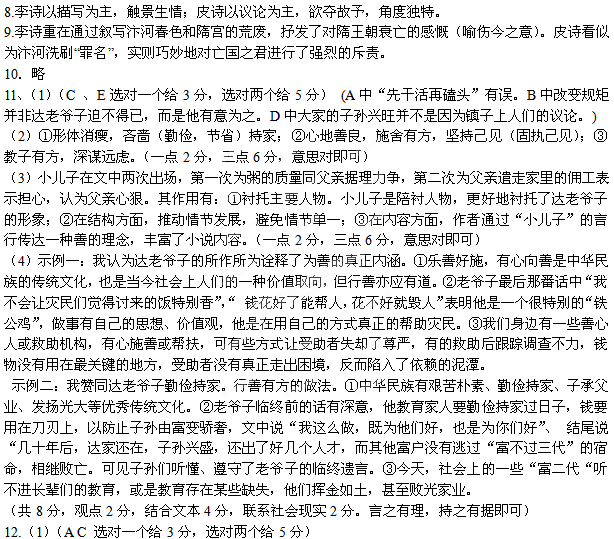 8.李诗以描写为主，触景生情；皮诗以议论为主，欲夺故予，角度独特。
9.李诗重在通过叙写汴河春色和隋宫的荒废，抒发了对隋王朝衰亡的感慨（喻伤今之意）。皮诗看似
为汴河洗刷“罪名”，实则巧妙地对亡国之君进行了强烈的斥责。
10．略
11、（1）（C 、E 选对一个给 3 分，选对两个给 5 分） (A 中“先干活再磕头”有误。B 中改变规矩
并非达老爷子迫不得已，而是他有意为之。D 中大家的子孙兴旺并不是因为镇子上人们的议论。)
（2）①形体消瘦，吝啬（勤俭，节省）持家；②心地善良，施舍有方，坚持己见（固执己见）；③
教子有方，深谋远虑。（一点 2 分，三点 6 分，意思对即可）
（3）小儿子在文中两次出场，第一次为粥的质量同父亲据理力争，第二次为父亲遣走家里的佣工表
示担心，认为父亲心狠。其作用有：①衬托主要人物。小儿子是陪衬人物，更好地衬托了达老爷子
的形象；②在结构方面，推动情节发展，避免情节单一；③在内容方面，作者通过“小儿子”的言
行传达一种善的理念，丰富了小说内容。（一点 2 分，三点 6 分，意思对即可）
（4）示例一：我认为达老爷子的所作所为诠释了为善的真正内涵。①乐善好施，有心向善是中华民
族的传统文化，也是当今社会上人们的一种价值取向，但行善亦应有道。②老爷子最后那番话中“我
不会让灾民们觉得讨来的饭特别香”，“ 钱花好了能帮人，花不好就毁人”表明他是一个很特别的“铁
公鸡”，做事有自己的思想、价值观，他是在用自己的方式真正的帮助灾民。③我们身边有一些善心
人或救助机构，有心施善或帮扶，可有些方式让受助者失却了尊严，有的救助后跟踪调查不力，钱
物没有用在最关键的地方，受助者没有真正走出困境，反而陷入了依赖的泥潭。
示例二：我赞同达老爷子勤俭持家。行善有方的做法。①中华民族有艰苦朴素、勤俭持家、子承父
业、发扬光大等优秀传统文化。②老爷子临终前的话有深意，他教育家人要勤俭持家过日子，钱要
用在刀刃上，以防止子孙由富变骄奢，文中说“我这么做，既为他们好，也是为你们好”、 结尾说
“几十年后，达家还在，子孙兴盛，还出了好几个人才，而其他富户没有逃过“富不过三代”的宿
命，相继败亡。可见子孙们听懂、遵守了老爷子的临终遗言。③今天，社会上的一些“富二代“听
不进长辈们的教育，或是教育存在某些缺失，他们挥金如土，甚至败光家业。
（共 8 分，观点 2 分，结合文本 4 分，联系社会现实 2 分。言之有理，持之有据即可）
12.（1）（A C 选对一个给 3 分，选对两个给 5 分）